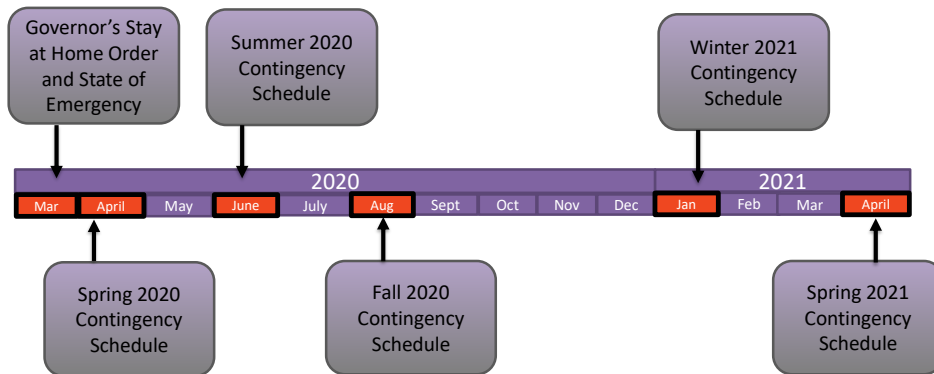 Governor's Stay
at Home Order
and State of
Emergency
Summer 2020
Contingency
Schedule
Winter 2021
Contingency
Schedule
2020
2021
Mar
April
May
June
July
Aug
Sept
Oct
Nov
Dec
Jan
Feb
Mar
April
Spring 2020
Contingency
Schedule
Fall 2020
Contingency
Schedule
Spring 2021
Contingency
Schedule